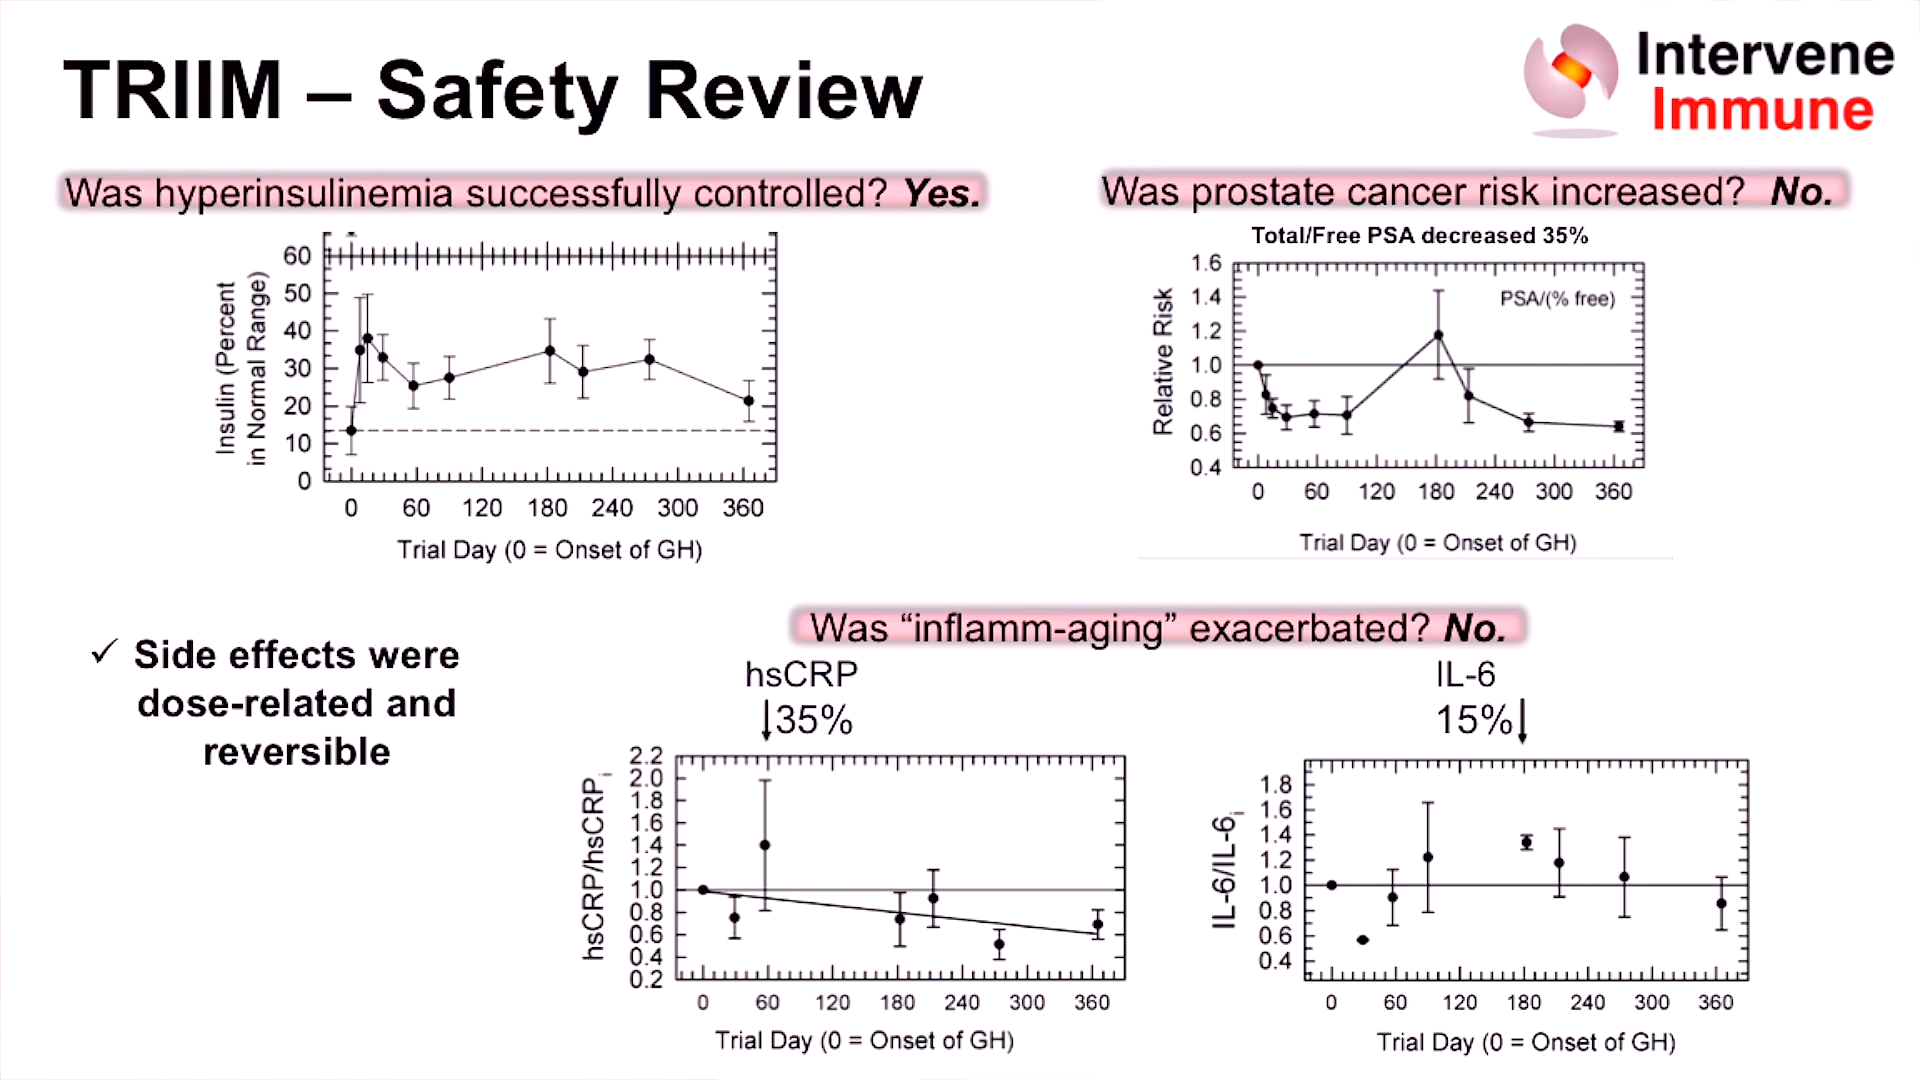 TRIIM – Safety Review
Intervene
Immune
Was hyperinsulinemia successfully controlled? Yes.
Insulin (Percent
in Normal Range)
60
50
40
30
20
10
0
0 60 120 180 240 300 360
Trial Day (0 = Onset of GH)
Was prostate cancer risk increased? No.
Total/Free PSA decreased 35%
PSA/(% free)
Relative Risk
1.6
1.4
1.2
1.0
0.8
0.6
0.4
0 60 120 180 240 300 360
Trial Day (0 = Onset of GH)
✓ Side effects were
dose-related and
reversible
Was “inflamm-aging” exacerbated? No.
hsCRP
↓35%
hsCRP/hsCRPi
2.2
2.0
1.8
1.6
1.4
1.2
1.0
0.8
0.6
0.4
0.2
0 60 120 180 240 300 360
Trial Day (0 = Onset of GH)
IL-6
15%↓
IL-6/IL-6i
1.8
1.6
1.4
1.2
1.0
0.8
0.6
0.4
0 60 120 180 240 300 360
Trial Day (0 = Onset of GH)